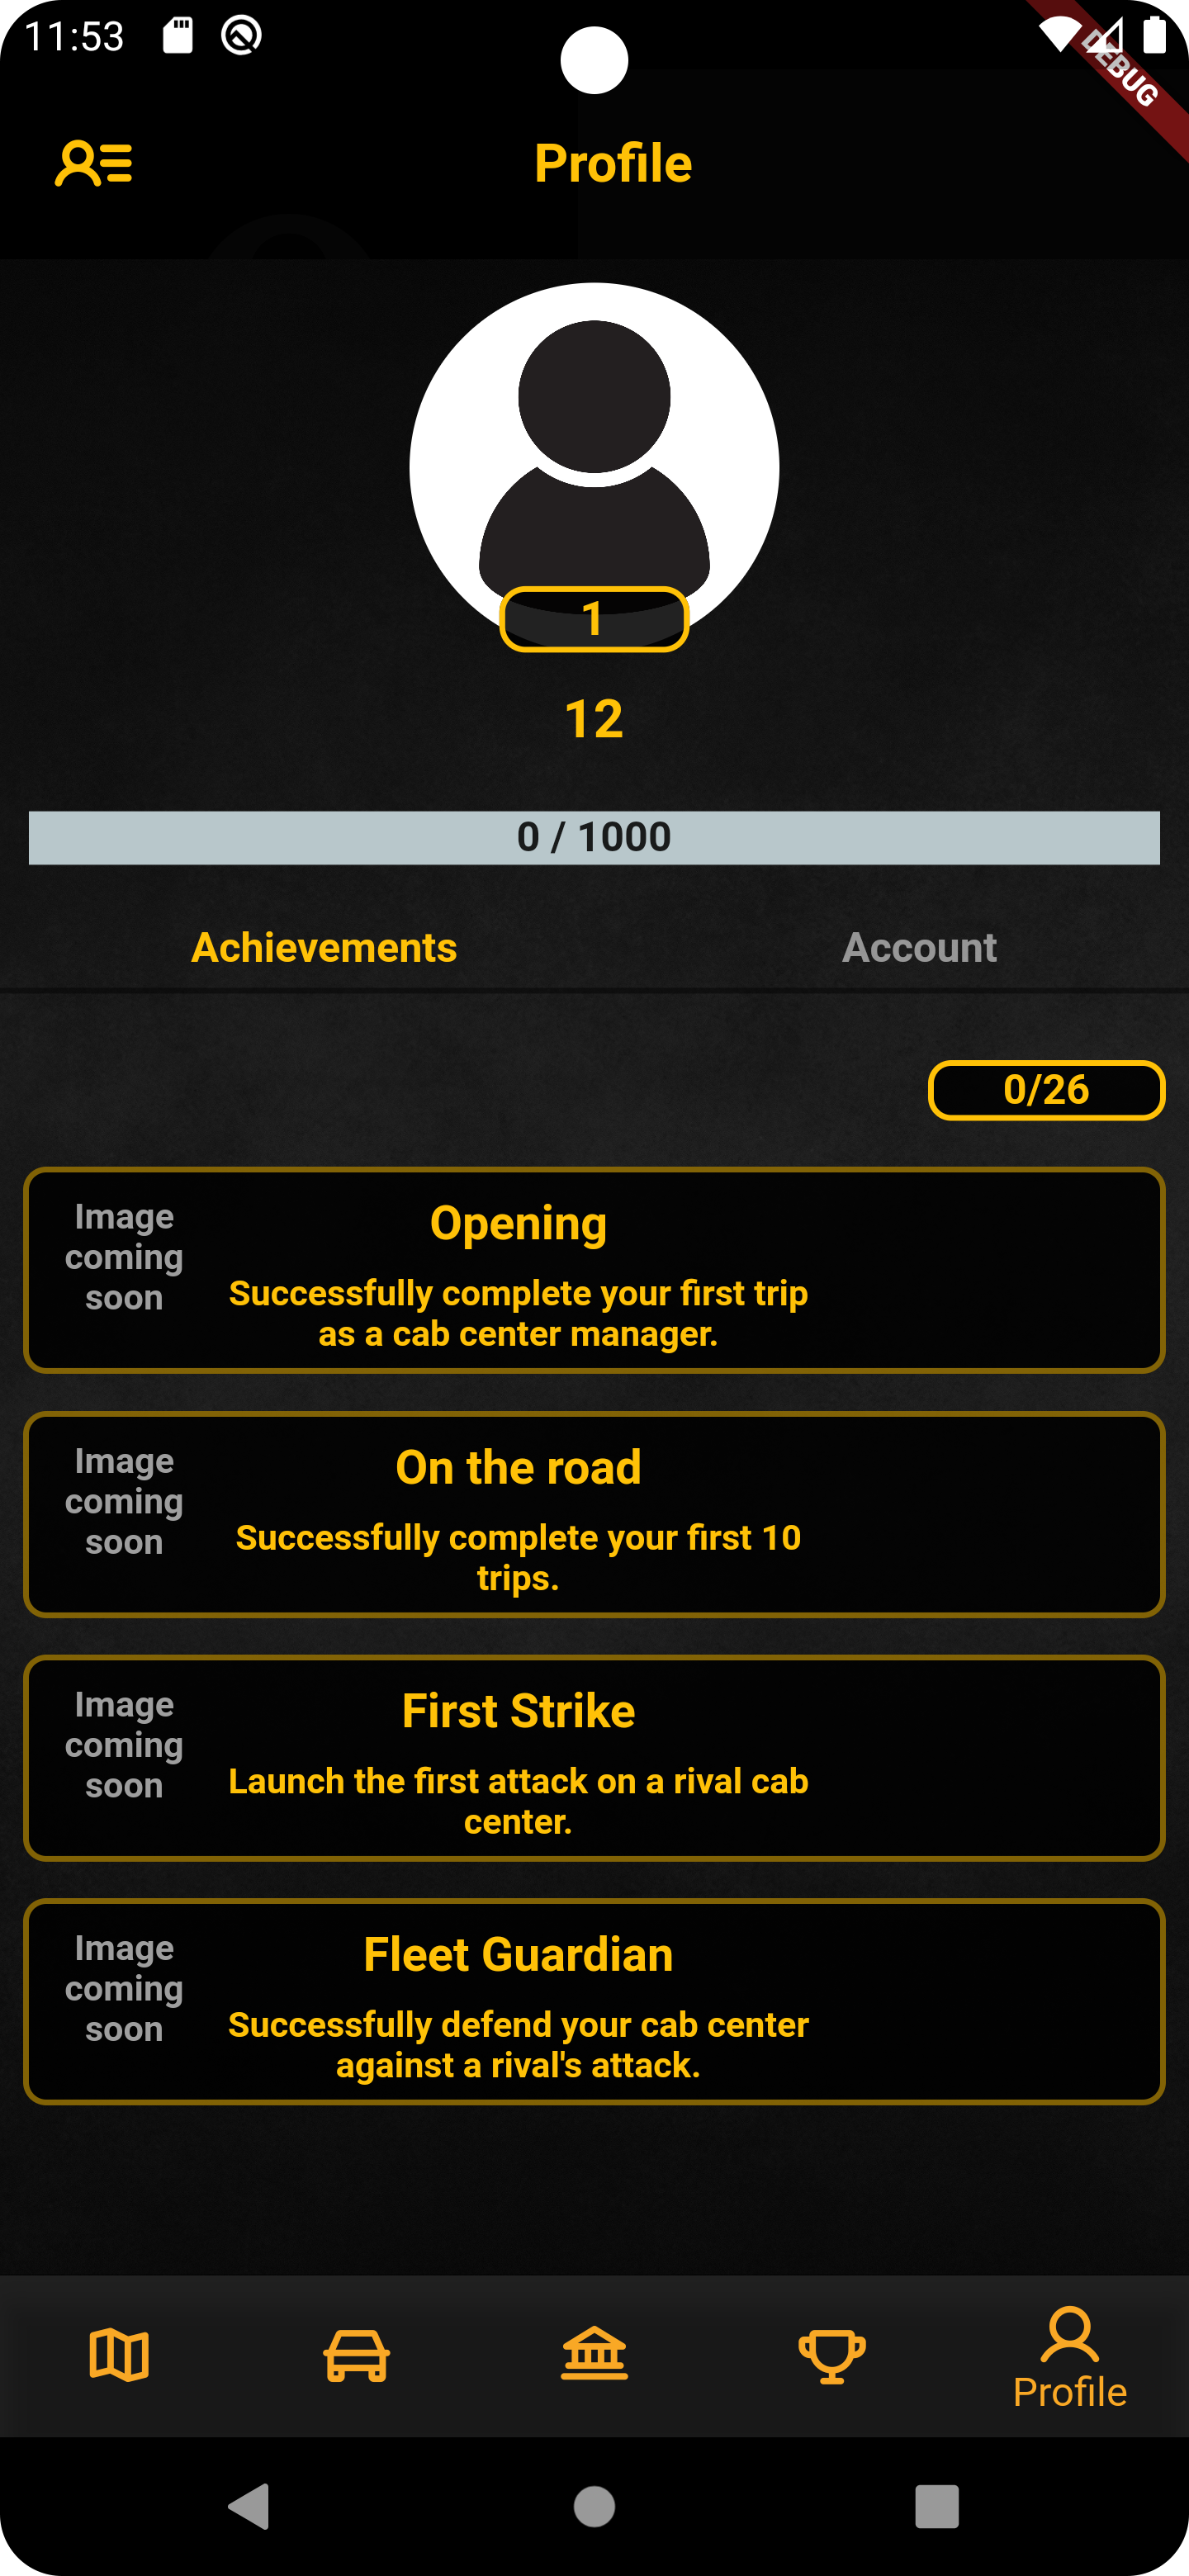 11:53
DEBUG
Profile
1
12
0 / 1000
Achievements
Account
0/26
Image
coming
soon
Opening
Successfully complete your first trip
as a cab center manager.
Image
coming
soon
On the road
Successfully complete your first 10
trips.
Image
coming
soon
First Strike
Launch the first attack on a rival cab
center.
Image
coming
soon
Fleet Guardian
Successfully defend your cab center
against a rival's attack.
Profile